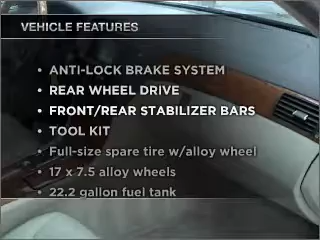 VEHICLE FEATURES
• ANTI-LOCK BRAKE SYSTEM
• REAR WHEEL DRIVE
• FRONT/REAR STABILIZER BARS
• TOOL KIT
• Full-size spare tire w/alloy wheel
• 17 x 7.5 alloy wheels
• 22.2 gallon fuel tank